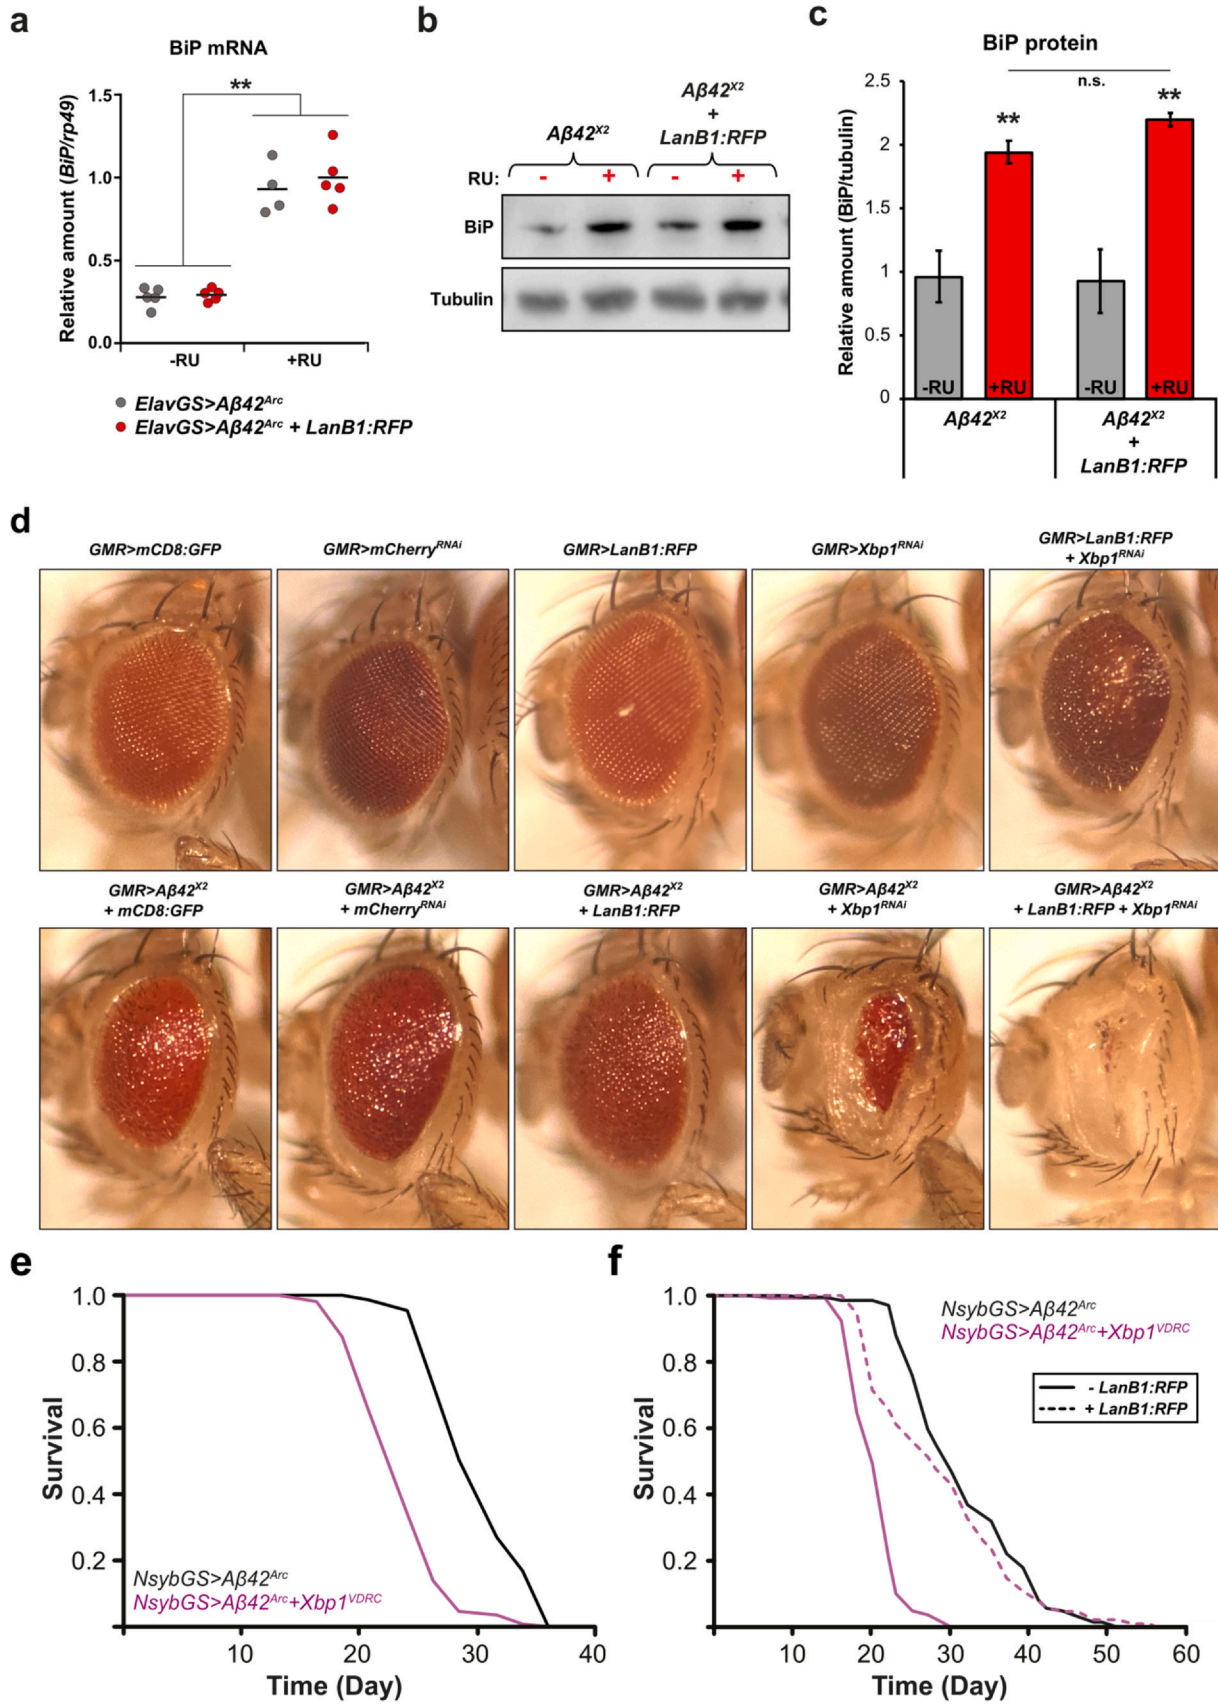 a
BiP mRNA
**
Relative amount (BiP/rp49)
1.5
1.0
0.5
0.0
-RU
+RU
ElavGS>Aβ42Arc
ElavGS>Aβ42Arc + LanB1:RFP
b
Aβ42X2
Aβ42X2
+
LanB1:RFP
RU: - + - +
BiP
Tubulin
c
BiP protein
n.s.
**
**
Relative amount (BiP/tubulin)
2.5
2
1.5
1
0.5
0
-RU
+RU
-RU
+RU
Aβ42X2
Aβ42X2
+
LanB1:RFP
d
GMR>mCD8:GFP
GMR>mCherryRNAi
GMR>LanB1:RFP
GMR>Xbp1RNAi
GMR>LanB1:RFP
+ Xbp1RNAi
GMR>Aβ42X2
+ mCD8:GFP
GMR>Aβ42X2
+ mCherryRNAi
GMR>Aβ42X2
+ LanB1:RFP
GMR>Aβ42X2
+ Xbp1RNAi
GMR>Aβ42X2
+ LanB1:RFP + Xbp1RNAi
e
Survival
1.0
0.8
0.6
0.4
0.2
NsybGS>Aβ42Arc
NsybGS>Aβ42Arc+Xbp1VDRC
10
20
30
40
Time (Day)
f
Survival
1.0
0.8
0.6
0.4
0.2
NsybGS>Aβ42Arc
NsybGS>Aβ42Arc+Xbp1VDRC
- LanB1:RFP
+ LanB1:RFP
10
20
30
40
50
60
Time (Day)